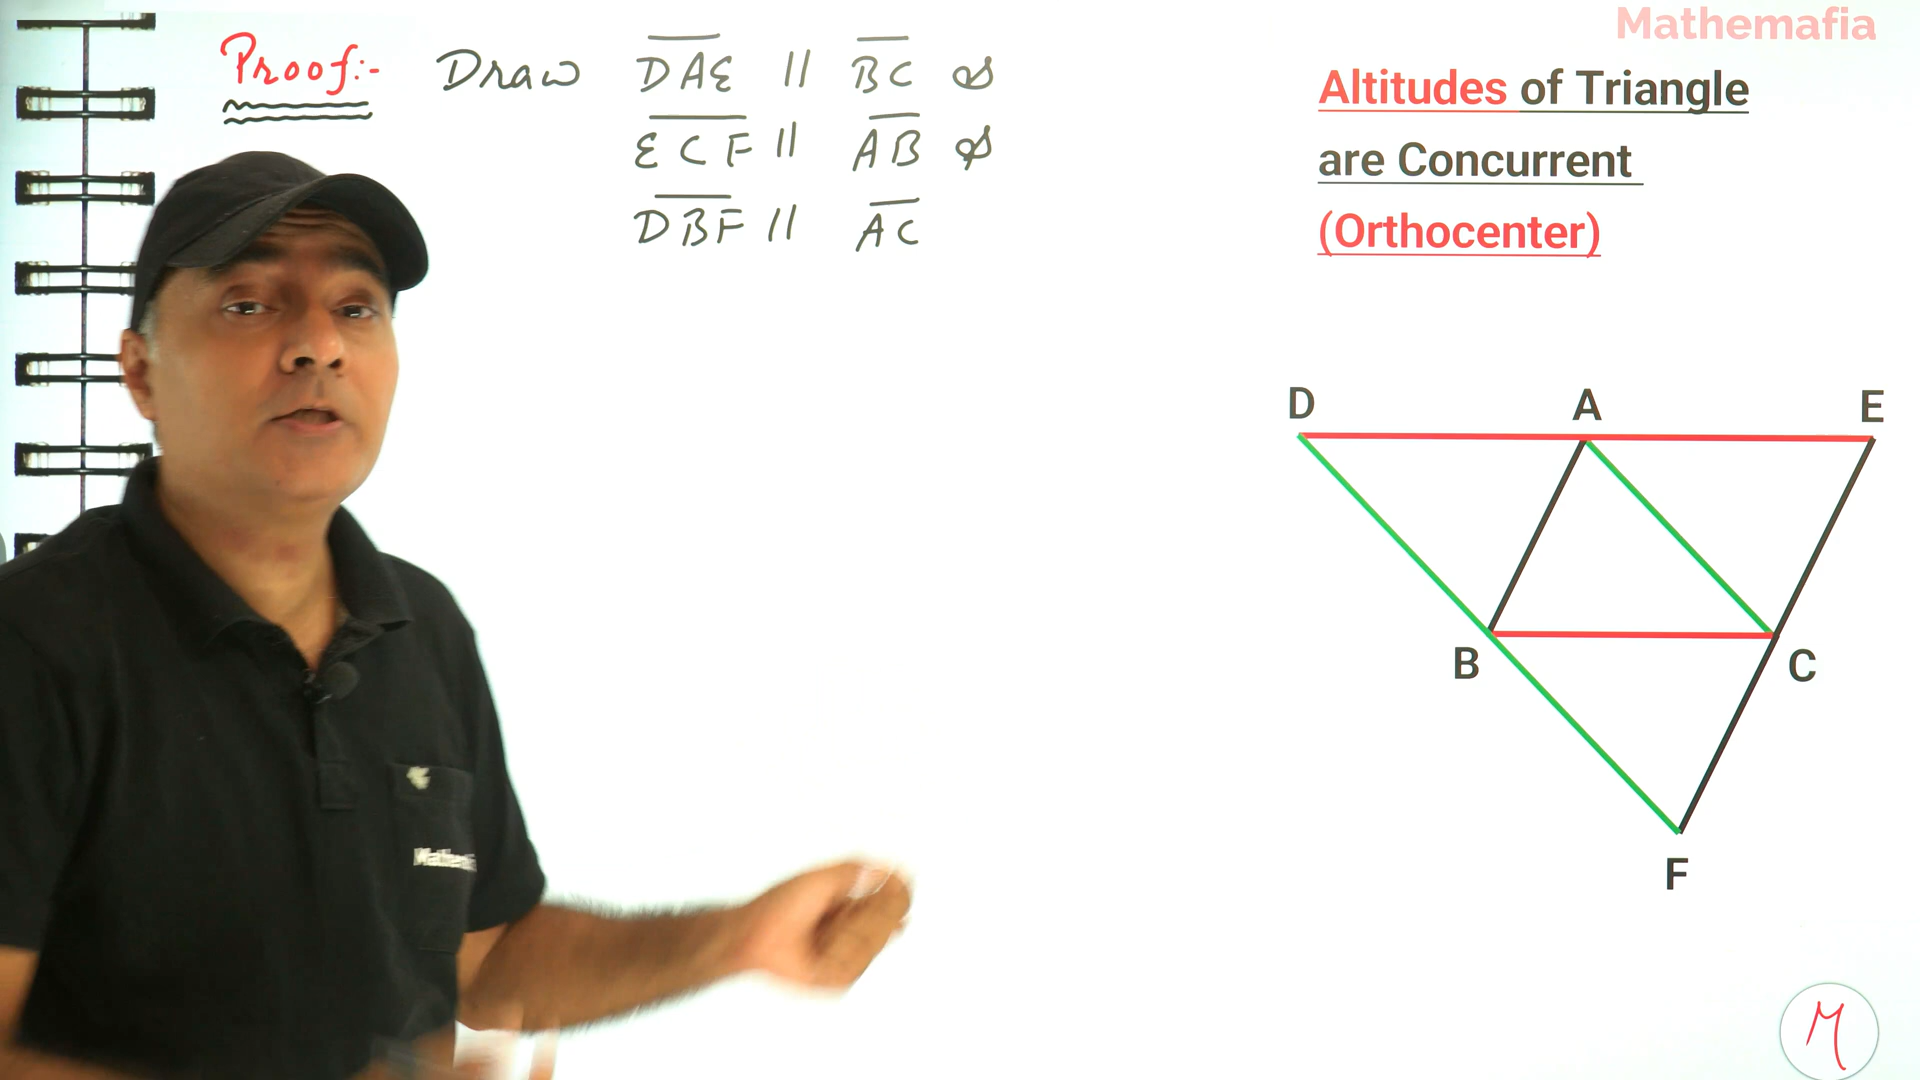 Mathemafia
Proof:- Draw DAE || BC &
ECF || AB &
DBF || AC
Altitudes of Triangle
are Concurrent
(Orthocenter)
D A E
B C
F
M